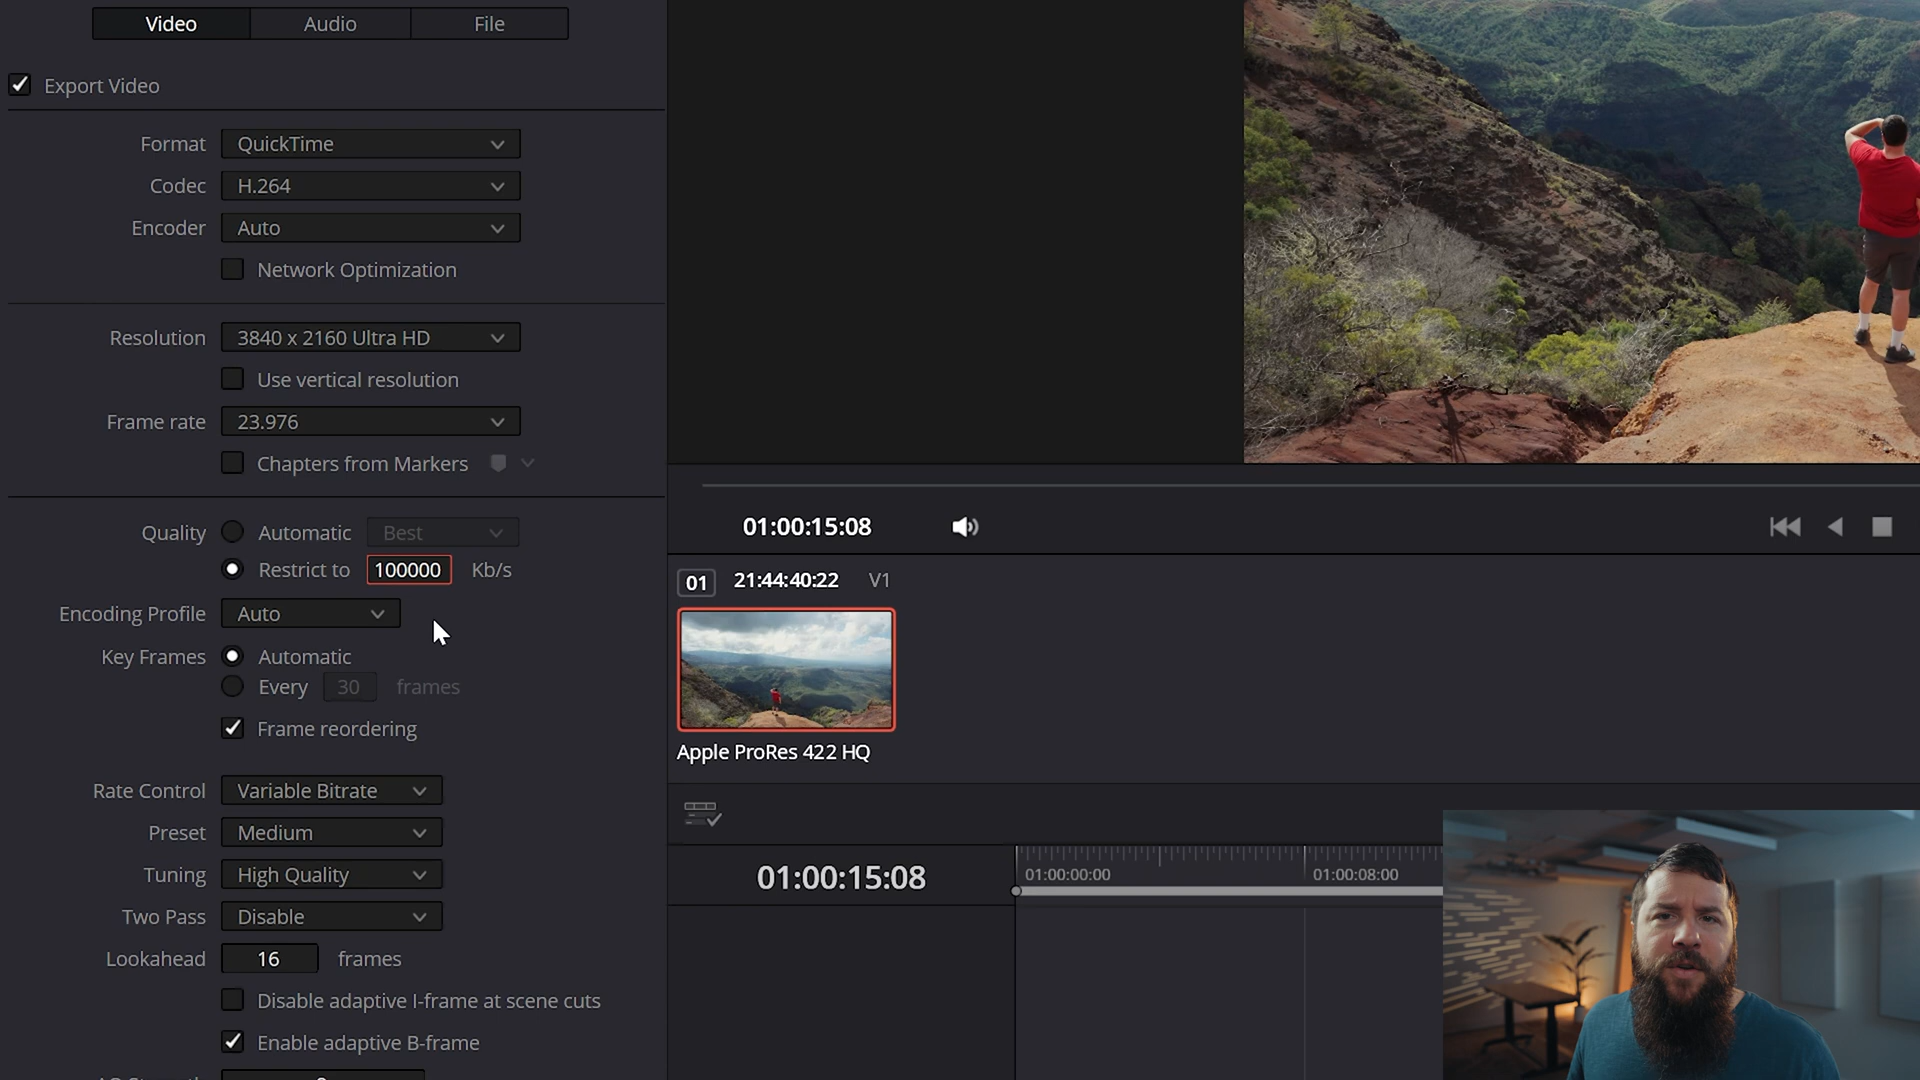 Video Audio File
Export Video
Format QuickTime
Codec H.264
Encoder Auto
Network Optimization
Resolution 3840 x 2160 Ultra HD
Use vertical resolution
Frame rate 23.976
Chapters from Markers
Quality Automatic Best
Restrict to 100000 Kb/s
Encoding Profile Auto
Key Frames Automatic
Every 30 frames
Frame reordering
Rate Control Variable Bitrate
Preset Medium
Tuning High Quality
Two Pass Disable
Lookahead 16 frames
Disable adaptive I-frame at scene cuts
Enable adaptive B-frame
01:00:15:08
01 21:44:40:22 V1
Apple ProRes 422 HQ
01:00:15:08
01:00:00:00 01:00:08:00